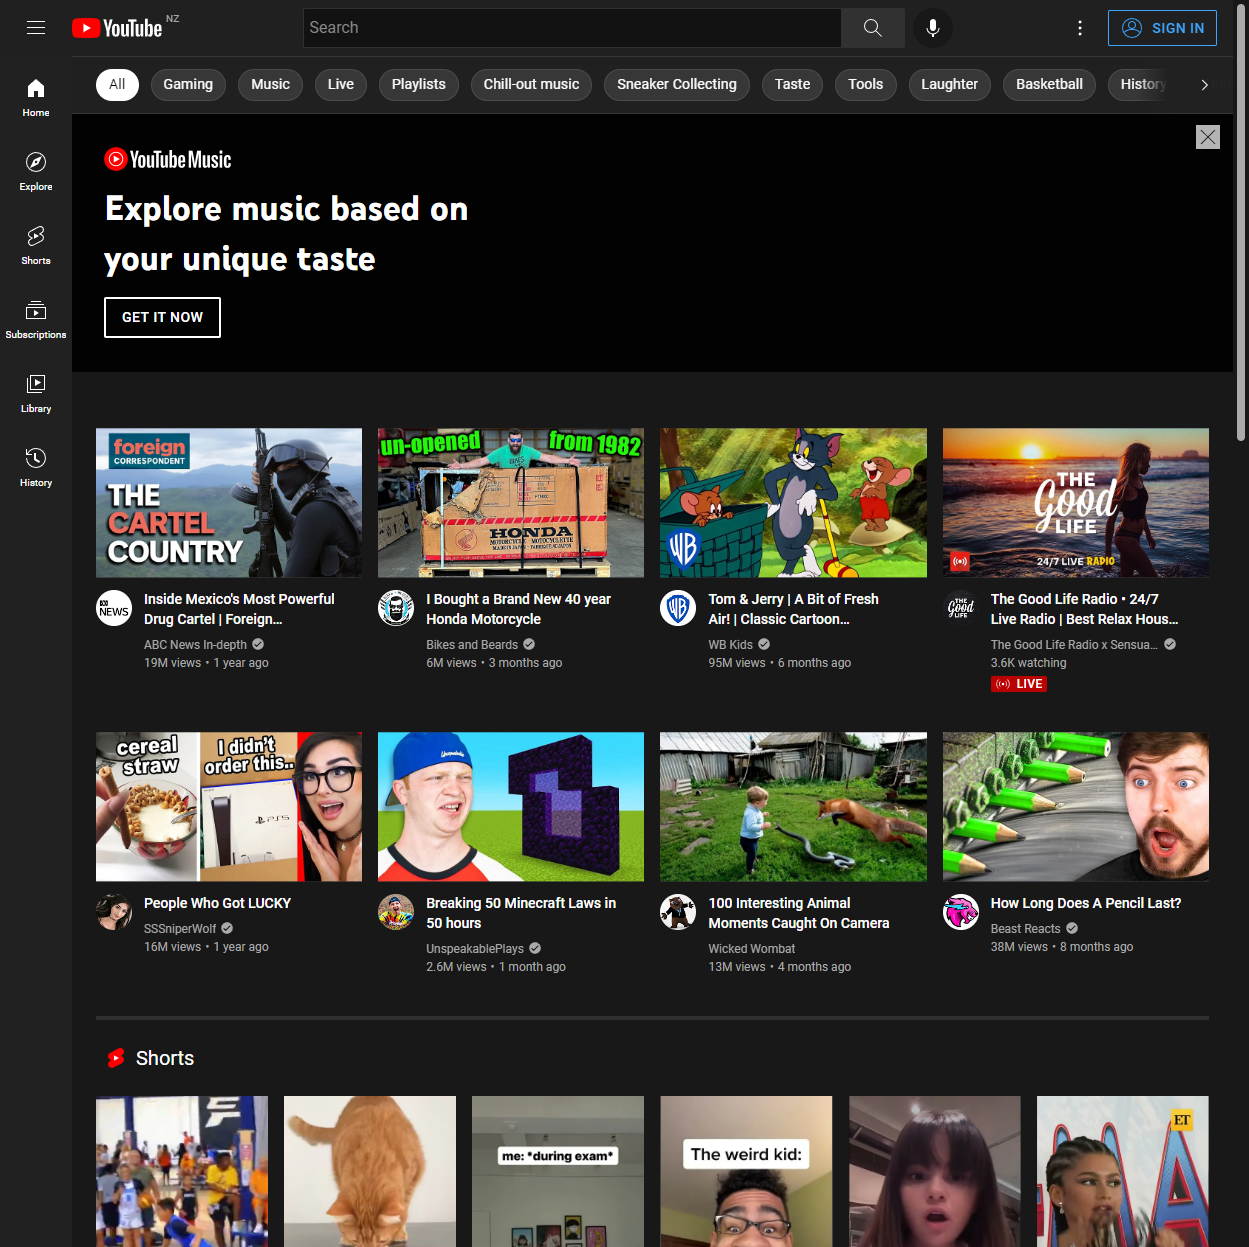 YouTube NZ
Search
SIGN IN
Home
Explore
Shorts
Subscriptions
Library
History
All
Gaming
Music
Live
Playlists
Chill-out music
Sneaker Collecting
Taste
Tools
Laughter
Basketball
History
YouTube Music
Explore music based on
your unique taste
GET IT NOW
foreign
CORRESPONDENT
THE
CARTEL
COUNTRY
NEWS
Inside Mexico's Most Powerful
Drug Cartel | Foreign...
ABC News In-depth
19M views • 1 year ago
un-opened from 1982
HONDA
I Bought a Brand New 40 year
Honda Motorcycle
Bikes and Beards
6M views • 3 months ago
WB
Tom & Jerry | A Bit of Fresh
Air! | Classic Cartoon...
WB Kids
95M views • 6 months ago
THE
Good
LIFE
24/7 LIVE RADIO
The Good Life Radio • 24/7
Live Radio | Best Relax Hous...
The Good Life Radio x Sensua...
3.6K watching
LIVE
cereal
straw
I didn't
order this..
PS5
People Who Got LUCKY
SSSniperWolf
16M views • 1 year ago
Breaking 50 Minecraft Laws in
50 hours
UnspeakablePlays
2.6M views • 1 month ago
100 Interesting Animal
Moments Caught On Camera
Wicked Wombat
13M views • 4 months ago
How Long Does A Pencil Last?
Beast Reacts
38M views • 8 months ago
Shorts
me: *during exam*
The weird kid:
ET